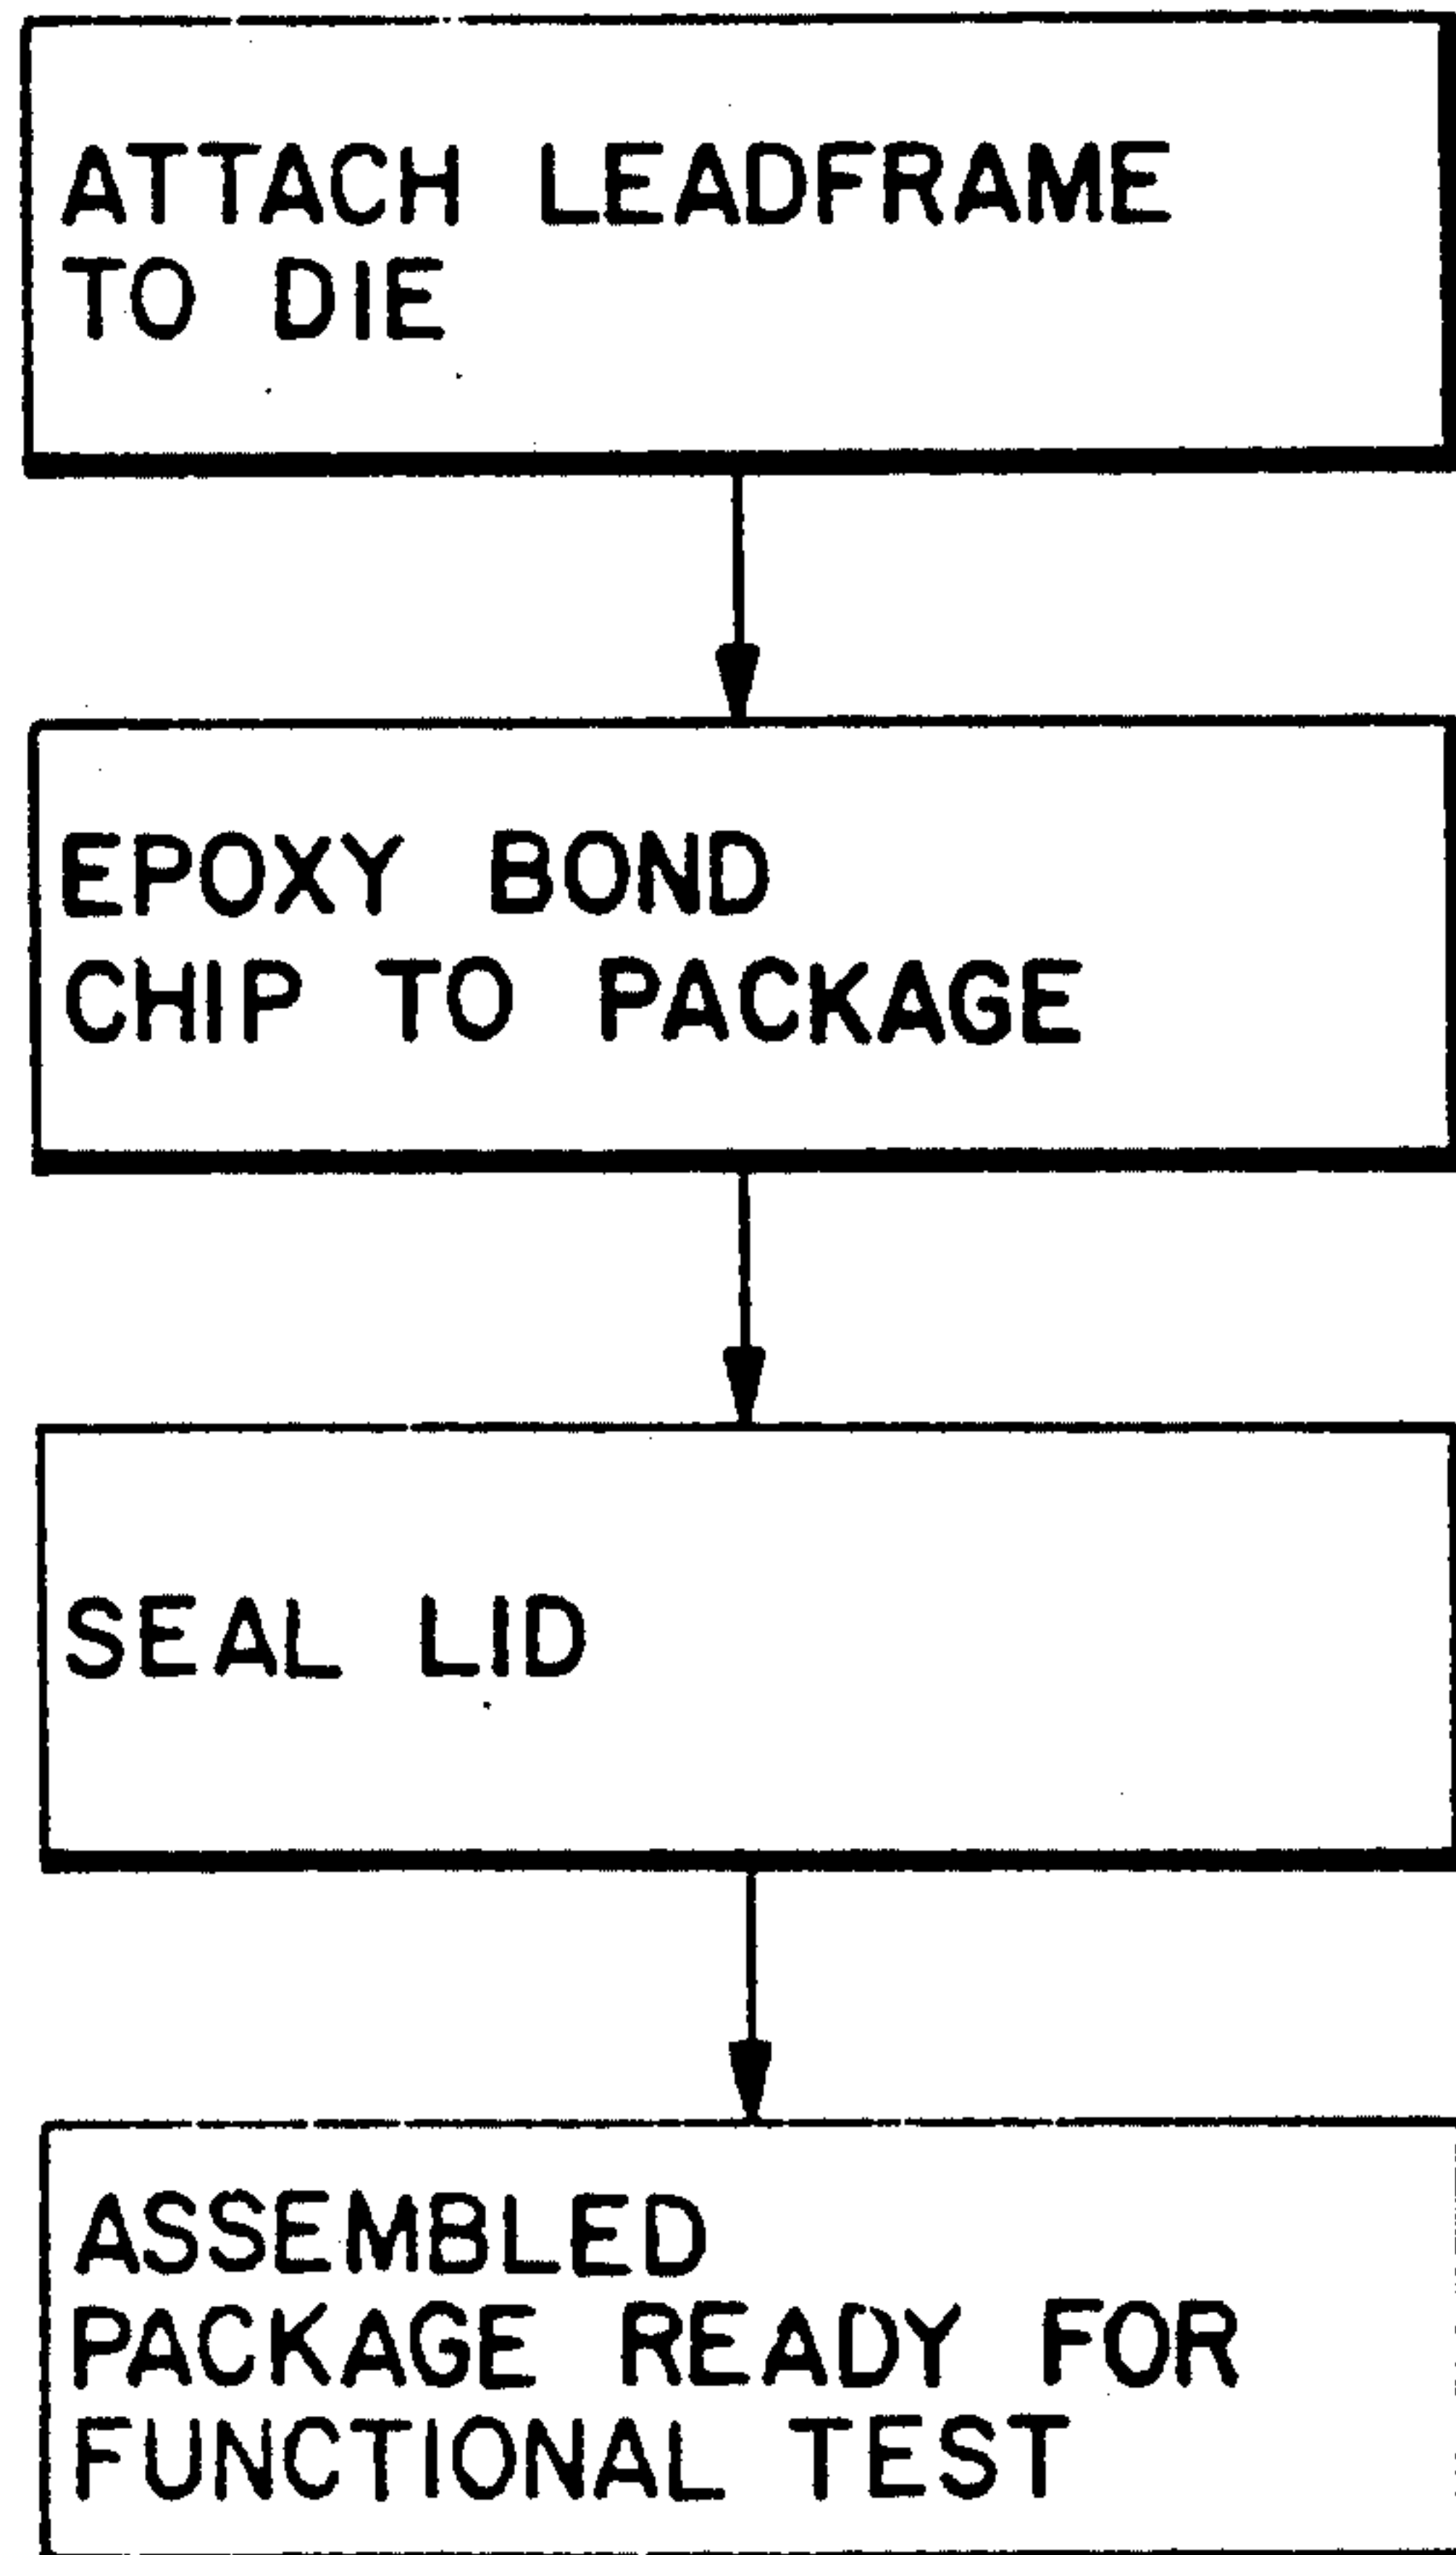 ATTACH LEADFRAME
TO DIE
EPOXY BOND
CHIP TO PACKAGE
SEAL LID
ASSEMBLED
PACKAGE READY FOR
FUNCTIONAL TEST